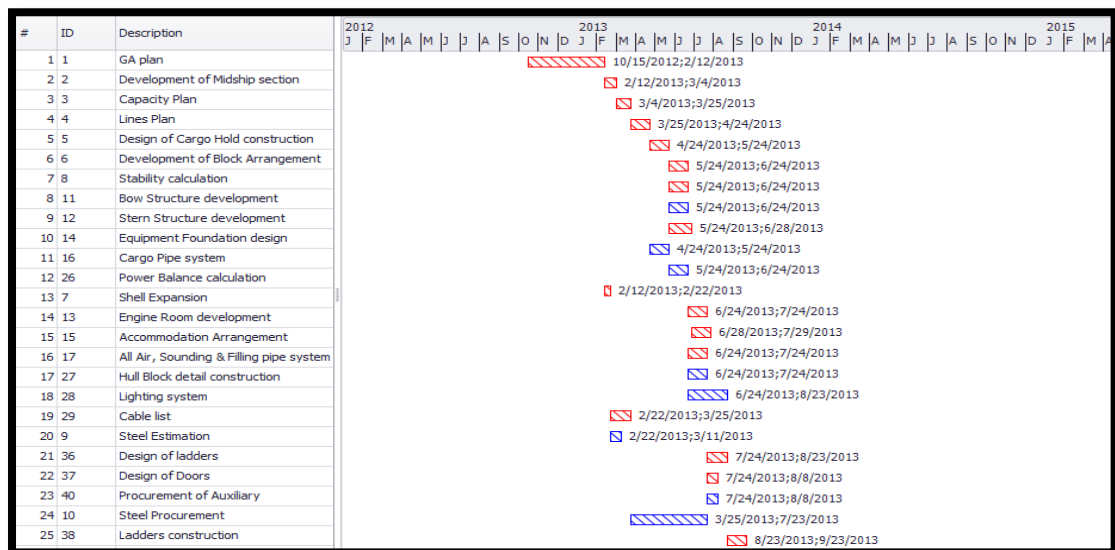 # ID Description
1 1 GA plan
2 2 Development of Midship section
3 3 Capacity Plan
4 4 Lines Plan
5 5 Design of Cargo Hold construction
6 6 Development of Block Arrangement
7 8 Stability calculation
8 11 Bow Structure development
9 12 Stern Structure development
10 14 Equipment Foundation design
11 16 Cargo Pipe system
12 26 Power Balance calculation
13 7 Shell Expansion
14 13 Engine Room development
15 15 Accommodation Arrangement
16 17 All Air, Sounding & Filling pipe system
17 27 Hull Block detail construction
18 28 Lighting system
19 29 Cable list
20 9 Steel Estimation
21 36 Design of ladders
22 37 Design of Doors
23 40 Procurement of Auxiliary
24 10 Steel Procurement
25 38 Ladders construction
2012 2013 2014 2015
J F M A M J J A S O N D J F M A M J J A S O N D J F M A M J J A S O N D J F M A
10/15/2012;2/12/2013
2/12/2013;3/4/2013
3/4/2013;3/25/2013
3/25/2013;4/24/2013
4/24/2013;5/24/2013
5/24/2013;6/24/2013
5/24/2013;6/24/2013
5/24/2013;6/24/2013
5/24/2013;6/28/2013
4/24/2013;5/24/2013
5/24/2013;6/24/2013
2/12/2013;2/22/2013
6/24/2013;7/24/2013
6/28/2013;7/29/2013
6/24/2013;7/24/2013
6/24/2013;7/24/2013
6/24/2013;8/23/2013
2/22/2013;3/25/2013
2/22/2013;3/11/2013
7/24/2013;8/23/2013
7/24/2013;8/8/2013
7/24/2013;8/8/2013
3/25/2013;7/23/2013
8/23/2013;9/23/2013